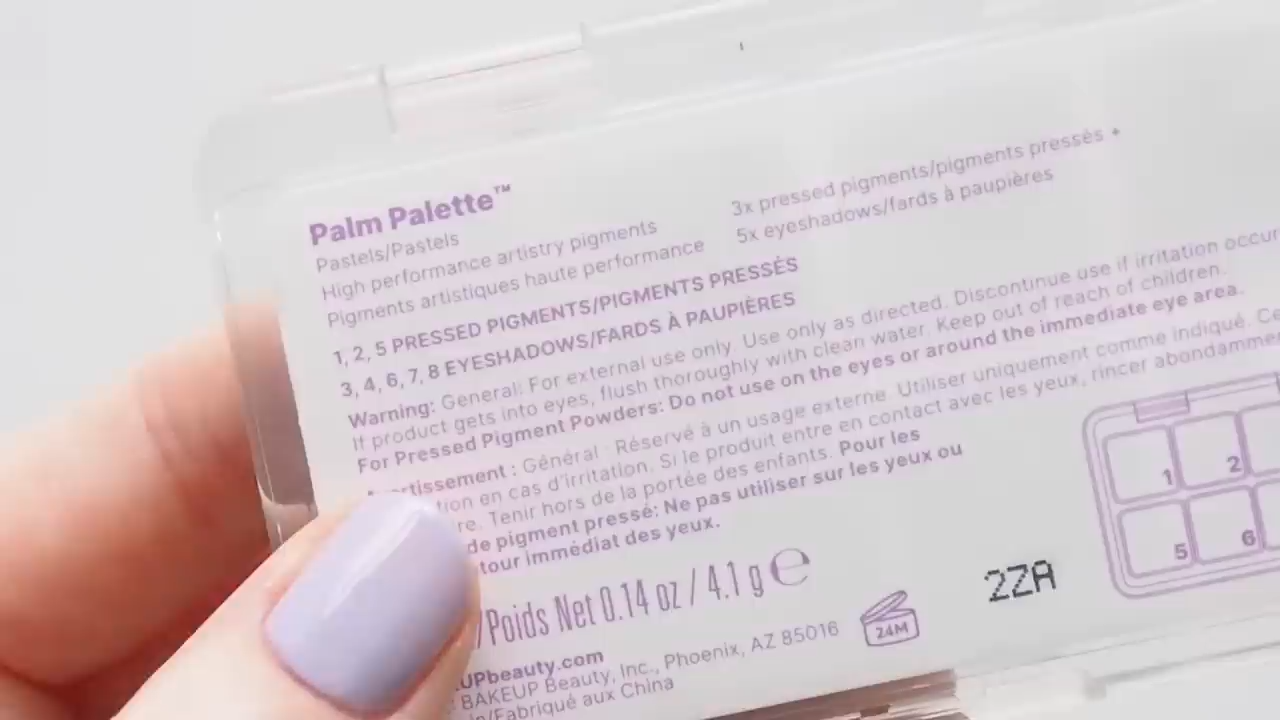 Palm Palette™
Pastels/Pastels
High performance artistry pigments
Pigments artistiques haute performance
3x pressed pigments/pigments pressés +
5x eyeshadows/fards à paupières
1, 2, 5 PRESSED PIGMENTS/PIGMENTS PRESSÉS
3, 4, 6, 7, 8 EYESHADOWS/FARDS À PAUPIÈRES
Warning: General: For external use only. Use only as directed. Discontinue use if irritation occur
If product gets into eyes, flush thoroughly with clean water. Keep out of reach of children.
For Pressed Pigment Powders: Do not use on the eyes or around the immediate eye area.
tissement : Général : Réservé à un usage externe. Utiliser uniquement comme indiqué. Ce
tion en cas d'irritation. Si le produit entre en contact avec les yeux, rincer abondamme
re. Tenir hors de la portée des enfants. Pour les
de pigment pressé: Ne pas utiliser sur les yeux ou
tour immédiat des yeux.
/Poids Net 0.14 oz / 4.1 g ℮
24M
2ZA
1 2
5 6
UPbeauty.com
BAKEUP Beauty, Inc., Phoenix, AZ 85016
in/Fabriqué aux China